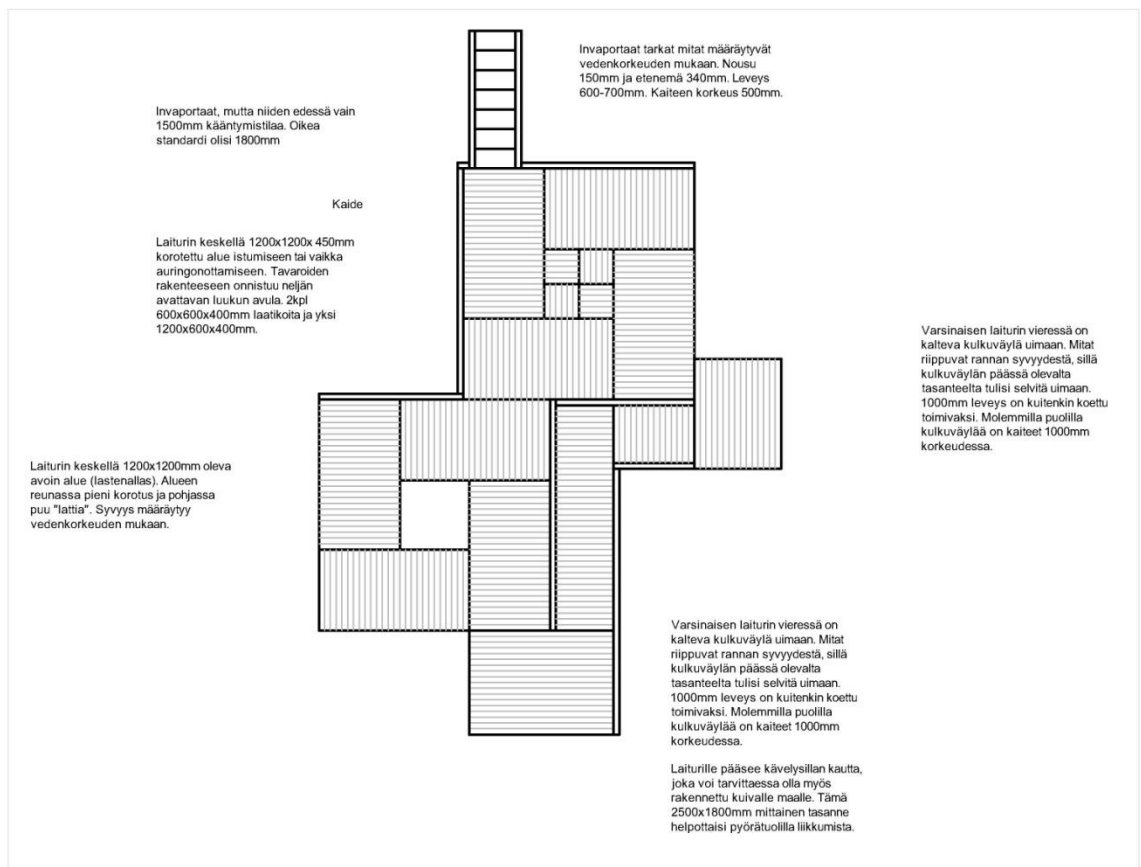 Invaportaat tarkat mitat määräytyvät
vedenkorkeuden mukaan. Nousu
150mm ja etenemä 340mm. Leveys
600-700mm. Kaiteen korkeus 500mm.
Invaportaat, mutta niiden edessä vain
1500mm kääntymistilaa. Oikea
standardi olisi 1800mm
Kaide
Laiturin keskellä 1200x1200x 450mm
korotettu alue istumiseen tai vaikka
auringonottamiseen. Tavaroiden
rakenteeseen onnistuu neljän
avattavan luukun avula. 2kpl
600x600x400mm laatikoita ja yksi
1200x600x400mm.
Varsinaisen laiturin vieressä on
kalteva kulkuväylä uimaan. Mitat
riippuvat rannan syvyydestä, sillä
kulkuväylän päässä olevalta
tasanteelta tulisi selvitä uimaan.
1000mm leveys on kuitenkin koettu
toimivaksi. Molemmilla puolilla
kulkuväylää on kaiteet 1000mm
korkeudessa.
Laiturin keskellä 1200x1200mm oleva
avoin alue (lastenallas). Alueen
reunassa pieni korotus ja pohjassa
puu "lattia". Syvyys määräytyy
vedenkorkeuden mukaan.
Varsinaisen laiturin vieressä on
kalteva kulkuväylä uimaan. Mitat
riippuvat rannan syvyydestä, sillä
kulkuväylän päässä olevalta
tasanteelta tulisi selvitä uimaan.
1000mm leveys on kuitenkin koettu
toimivaksi. Molemmilla puolilla
kulkuväylää on kaiteet 1000mm
korkeudessa.
Laiturille pääsee kävelysillan kautta,
joka voi tarvittaessa olla myös
rakennettu kuivalle maalle. Tämä
2500x1800mm mittainen tasanne
helpottaisi pyörätuolilla liikkumista.